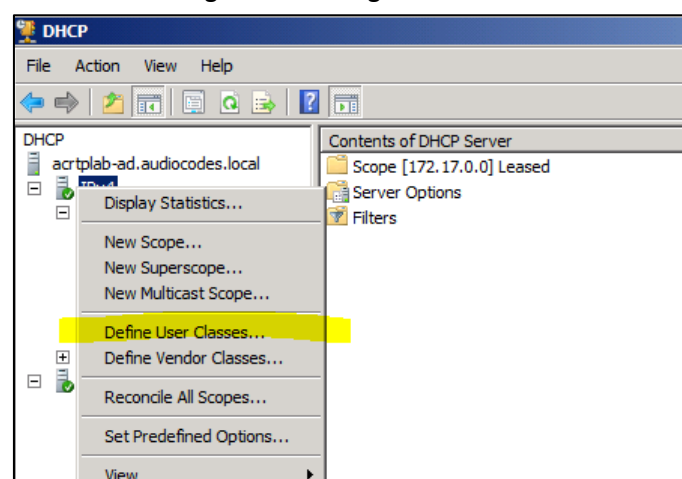 DHCP
File Action View Help
DHCP
acrtplab-ad.audiocodes.local
Display Statistics...
New Scope...
New Superscope...
New Multicast Scope...
Define User Classes...
Define Vendor Classes...
Reconcile All Scopes...
Set Predefined Options...
View
Contents of DHCP Server
Scope [172.17.0.0] Leased
Server Options
Filters